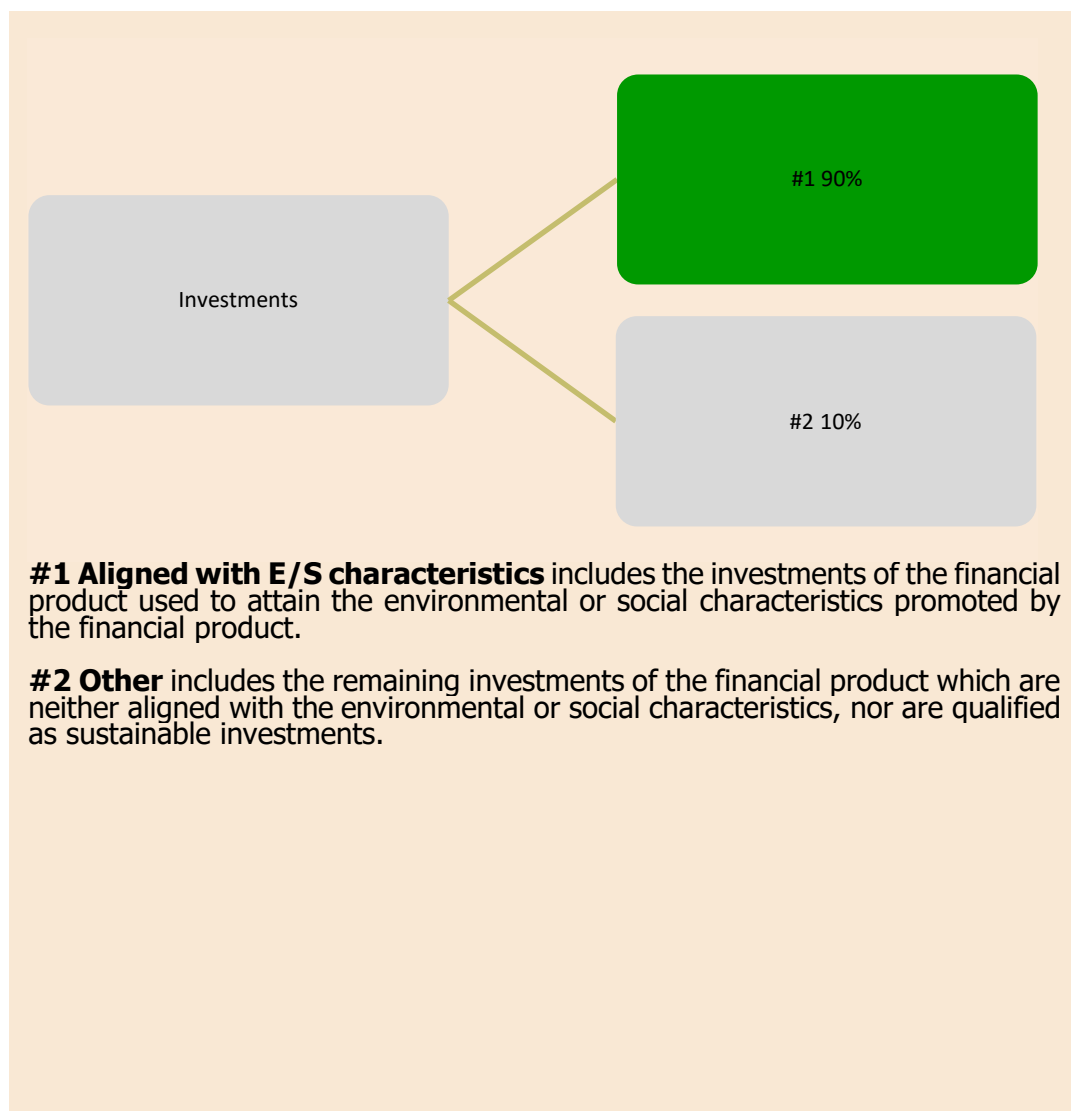 #1 90%
Investments
#2 10%
#1 Aligned with E/S characteristics includes the investments of the financial
product used to attain the environmental or social characteristics promoted by
the financial product.
#2 Other includes the remaining investments of the financial product which are
neither aligned with the environmental or social characteristics, nor are qualified
as sustainable investments.